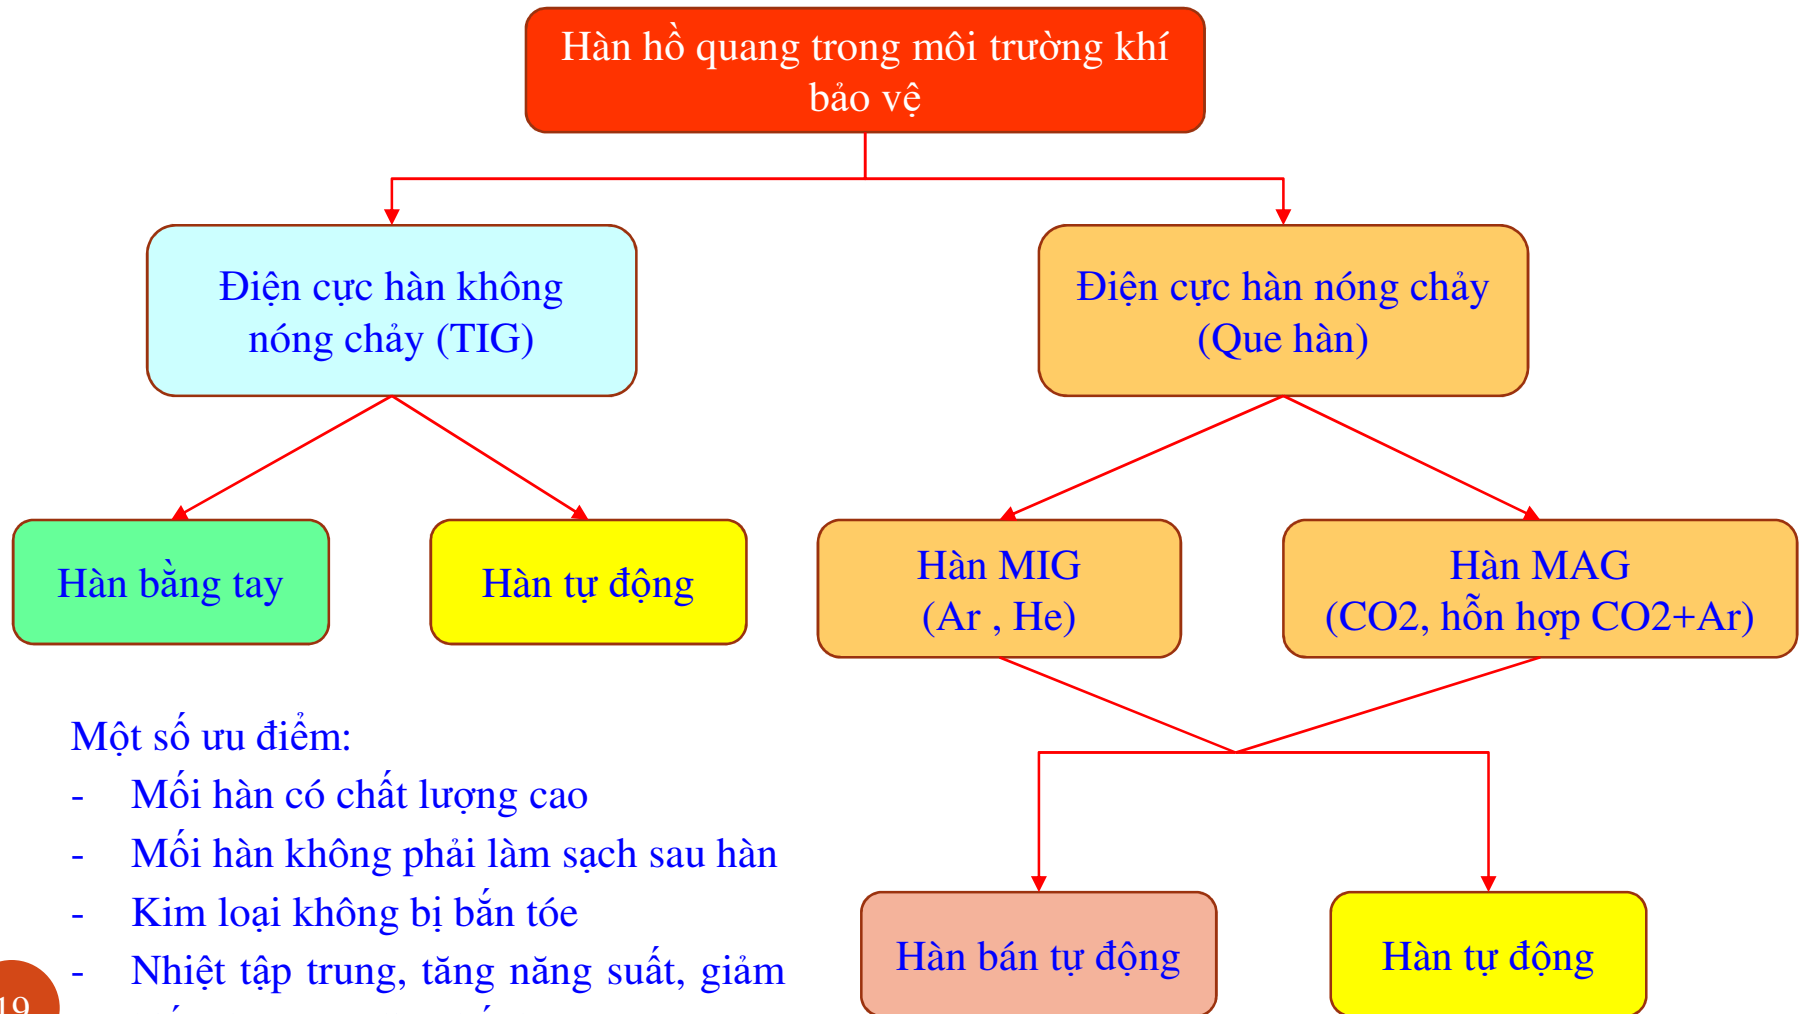 Hàn hồ quang trong môi trường khí
bảo vệ
Điện cực hàn không
nóng chảy (TIG)
Điện cực hàn nóng chảy
(Que hàn)
Hàn bằng tay
Hàn tự động
Hàn MIG
(Ar , He)
Hàn MAG
(CO2, hỗn hợp CO2+Ar)
Một số ưu điểm:
- Mối hàn có chất lượng cao
- Mối hàn không phải làm sạch sau hàn
- Kim loại không bị bắn tóe
- Nhiệt tập trung, tăng năng suất, giảm
Hàn bán tự động
Hàn tự động
19